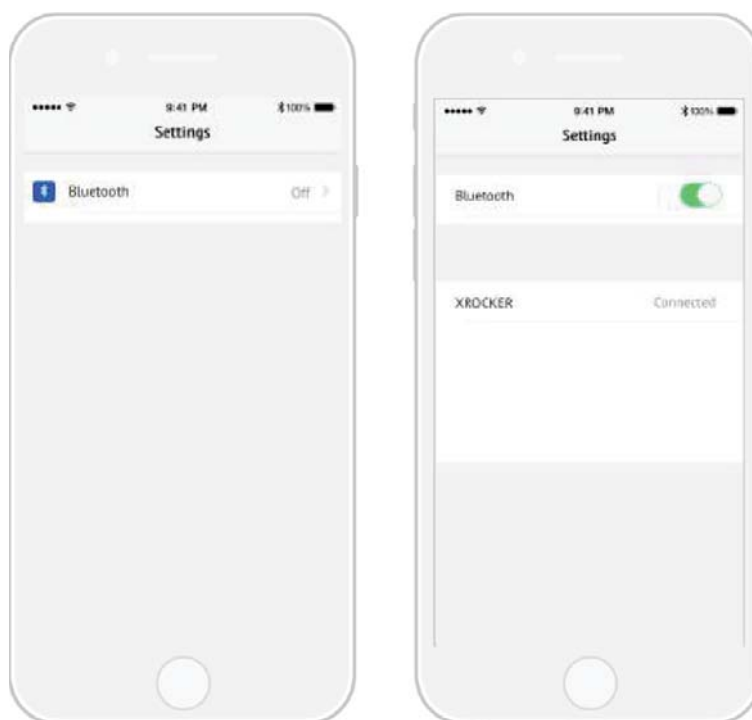 9:41 PM
100%
Settings
Bluetooth
Off
9:41 PM
100%
Settings
Bluetooth
XROCKER
Connected